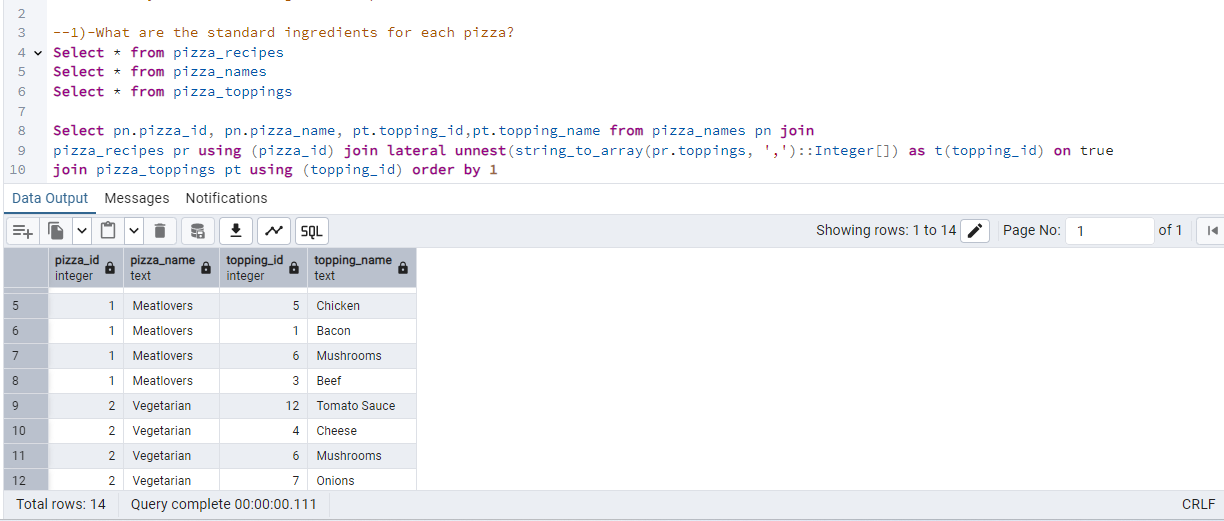 2
3 --1)-What are the standard ingredients for each pizza?
4 Select * from pizza_recipes
5 Select * from pizza_names
6 Select * from pizza_toppings
7
8 Select pn.pizza_id, pn.pizza_name, pt.topping_id,pt.topping_name from pizza_names pn join
9 pizza_recipes pr using (pizza_id) join lateral unnest(string_to_array(pr.toppings, ',')::Integer[]) as t(topping_id) on true
10 join pizza_toppings pt using (topping_id) order by 1
Data Output Messages Notifications
SQL Showing rows: 1 to 14 Page No: 1 of 1
pizza_id pizza_name topping_id topping_name
integer text integer text
5 1 Meatlovers 5 Chicken
6 1 Meatlovers 1 Bacon
7 1 Meatlovers 6 Mushrooms
8 1 Meatlovers 3 Beef
9 2 Vegetarian 12 Tomato Sauce
10 2 Vegetarian 4 Cheese
11 2 Vegetarian 6 Mushrooms
12 2 Vegetarian 7 Onions
Total rows: 14 Query complete 00:00:00.111 CRLF